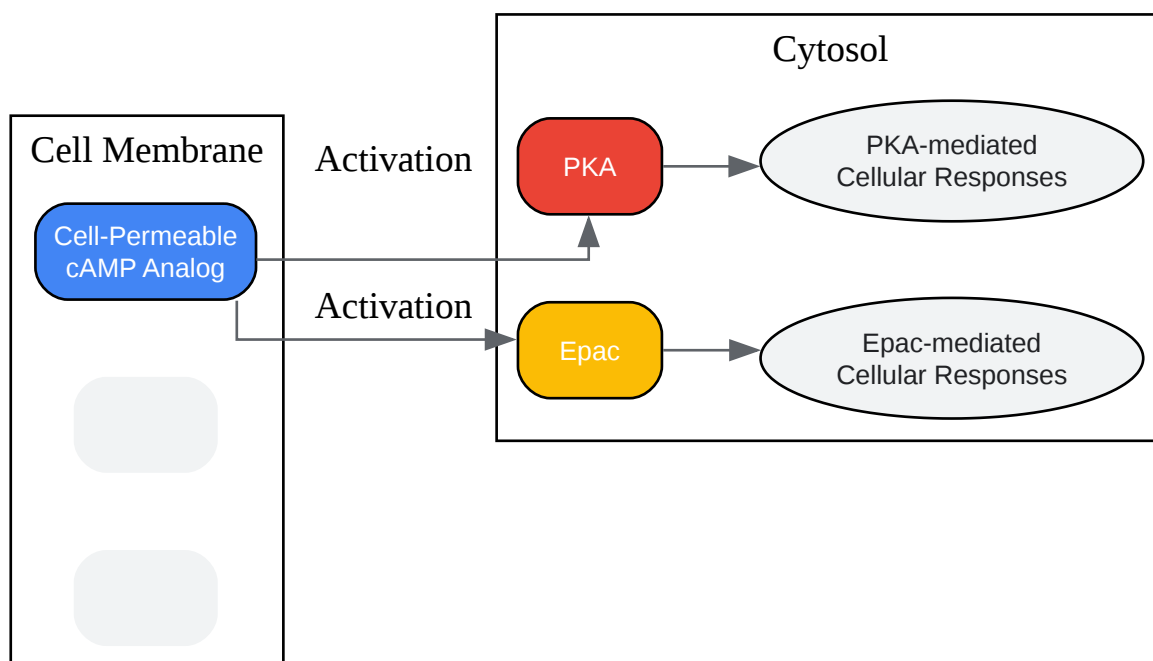 Cytosol
Cell Membrane
Activation
PKA
PKA-mediated
Cellular Responses
Cell-Permeable
cAMP Analog
Activation
Epac
Epac-mediated
Cellular Responses